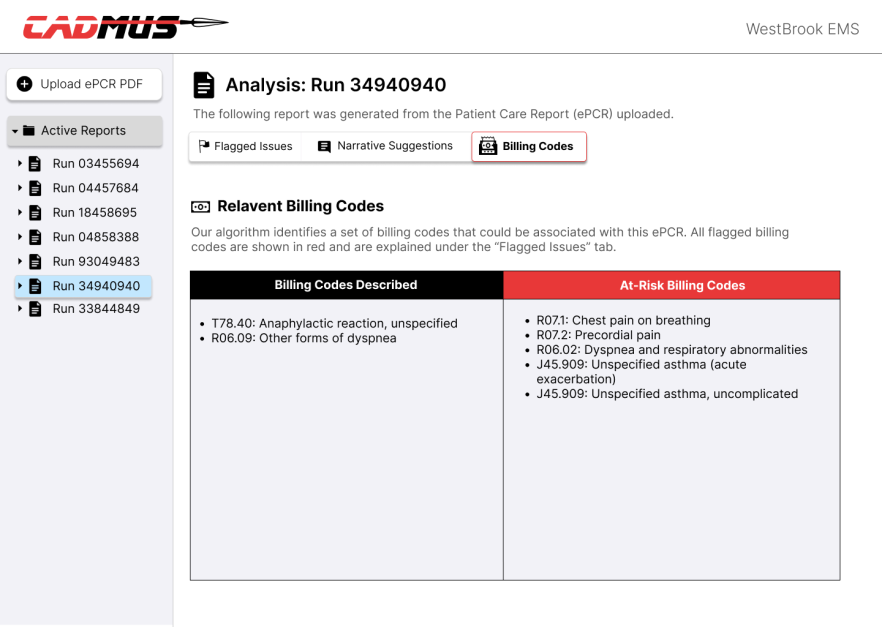 CADMUS
WestBrook EMS
Upload ePCR PDF
Active Reports
Run 03455694
Run 04457684
Run 18458695
Run 04858388
Run 93049483
Run 34940940
Run 33844849
Analysis: Run 34940940
The following report was generated from the Patient Care Report (ePCR) uploaded.
Flagged Issues
Narrative Suggestions
Billing Codes
Relavent Billing Codes
Our algorithm identifies a set of billing codes that could be associated with this ePCR. All flagged billing
codes are shown in red and are explained under the “Flagged Issues” tab.
Billing Codes Described
• T78.40: Anaphylactic reaction, unspecified
• R06.09: Other forms of dyspnea
At-Risk Billing Codes
• R07.1: Chest pain on breathing
• R07.2: Precordial pain
• R06.02: Dyspnea and respiratory abnormalities
• J45.909: Unspecified asthma (acute
exacerbation)
• J45.909: Unspecified asthma, uncomplicated